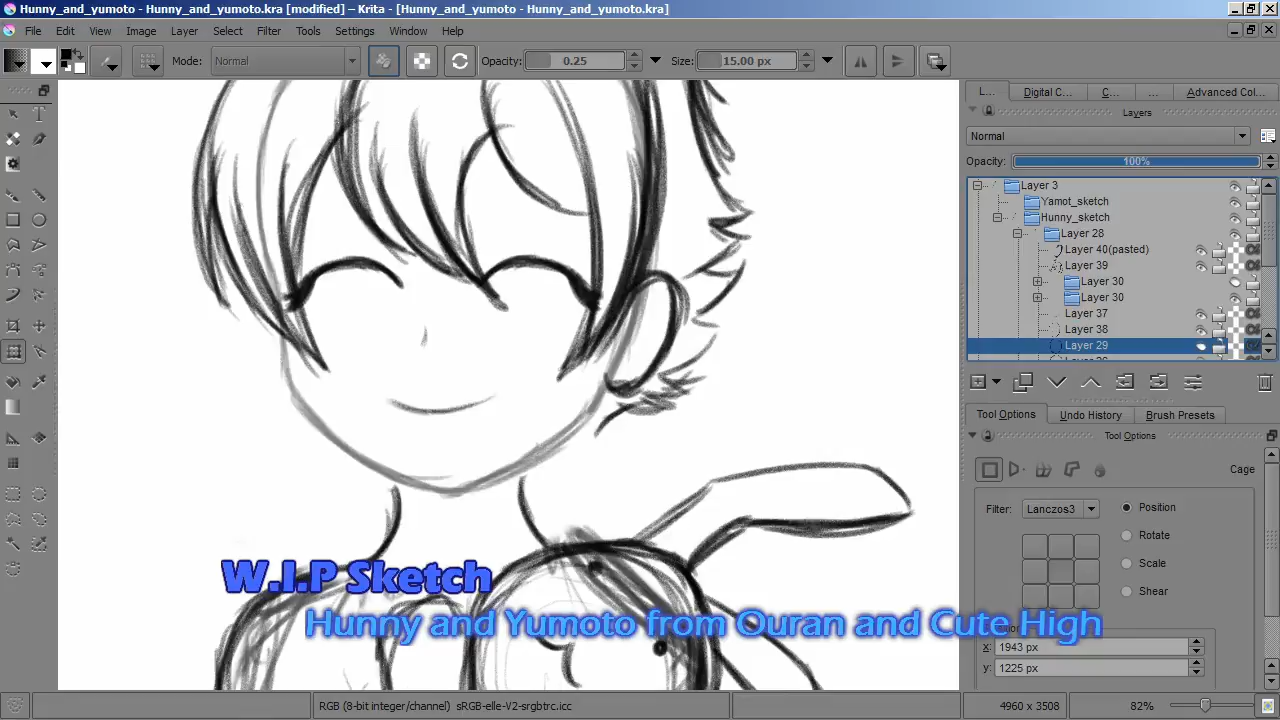 Hunny_and_yumoto - Hunny_and_yumoto.kra [modified] – Krita - [Hunny_and_yumoto - Hunny_and_yumoto.kra]
File Edit View Image Layer Select Filter Tools Settings Window Help
Mode: Normal Opacity: 0.25 Size: 15.00 px
L... Digital C... C... ... Advanced Col...
Layers
Normal
Opacity: 100%
Layer 3
Yamot_sketch
Hunny_sketch
Layer 28
Layer 40(pasted)
Layer 39
Layer 30
Layer 30
Layer 37
Layer 38
Layer 29
Tool Options Undo History Brush Presets
Tool Options
Cage
Filter: Lanczos3 Position
Rotate
Scale
Shear
x: 1943 px
y: 1225 px
W.I.P Sketch
Hunny and Yumoto from Ouran and Cute High
RGB (8-bit integer/channel) sRGB-elle-V2-srgbtrc.icc 4960 x 3508 82%